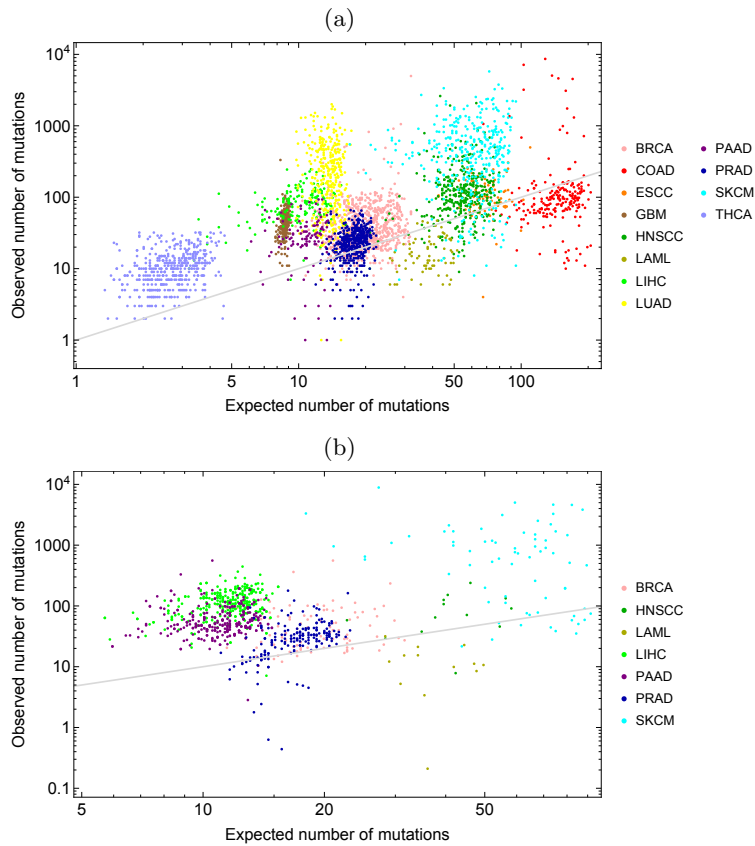 (a)
10^4
1000
100
10
1
Observed number of mutations
1 5 10 50 100
Expected number of mutations
BRCA
COAD
ESCC
GBM
HNSCC
LAML
LIHC
LUAD
PAAD
PRAD
SKCM
THCA
(b)
10^4
1000
100
10
1
0.1
Observed number of mutations
5 10 20 50
Expected number of mutations
BRCA
HNSCC
LAML
LIHC
PAAD
PRAD
SKCM